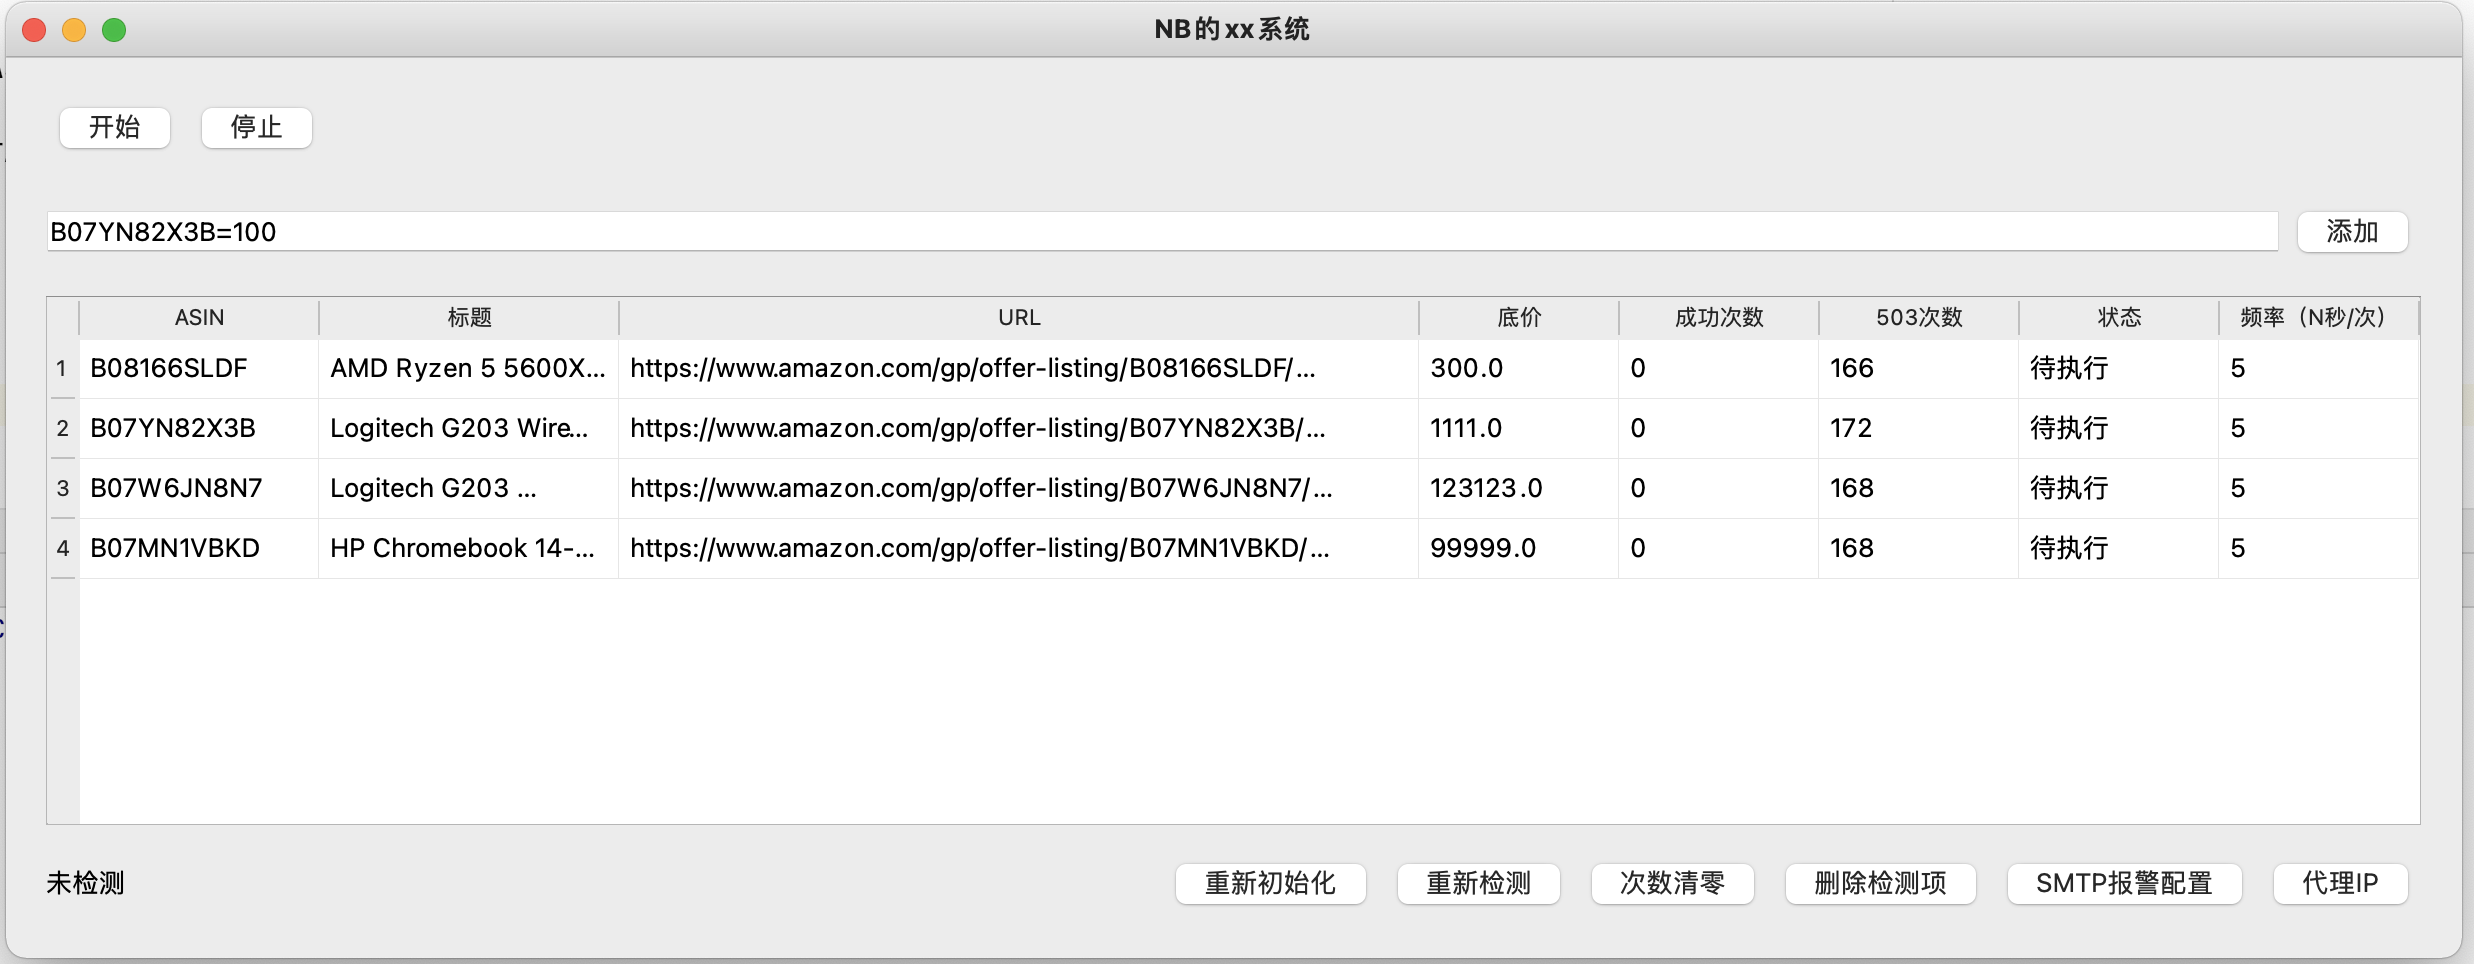 NB的xx系统
开始 停止
B07YN82X3B=100 添加
ASIN 标题 URL 底价 成功次数 503次数 状态 频率（N秒/次）
1 B08166SLDF AMD Ryzen 5 5600X... https://www.amazon.com/gp/offer-listing/B08166SLDF/... 300.0 0 166 待执行 5
2 B07YN82X3B Logitech G203 Wire... https://www.amazon.com/gp/offer-listing/B07YN82X3B/... 1111.0 0 172 待执行 5
3 B07W6JN8N7 Logitech G203 ... https://www.amazon.com/gp/offer-listing/B07W6JN8N7/... 123123.0 0 168 待执行 5
4 B07MN1VBKD HP Chromebook 14-... https://www.amazon.com/gp/offer-listing/B07MN1VBKD/... 99999.0 0 168 待执行 5
未检测 重新初始化 重新检测 次数清零 删除检测项 SMTP报警配置 代理IP